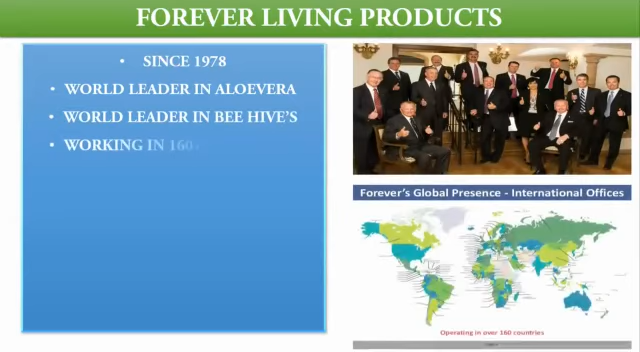 FOREVER LIVING PRODUCTS
• SINCE 1978
• WORLD LEADER IN ALOEVERA
• WORLD LEADER IN BEE HIVE'S
• WORKING IN 160
Forever's Global Presence - International Offices
Operating in over 160 countries